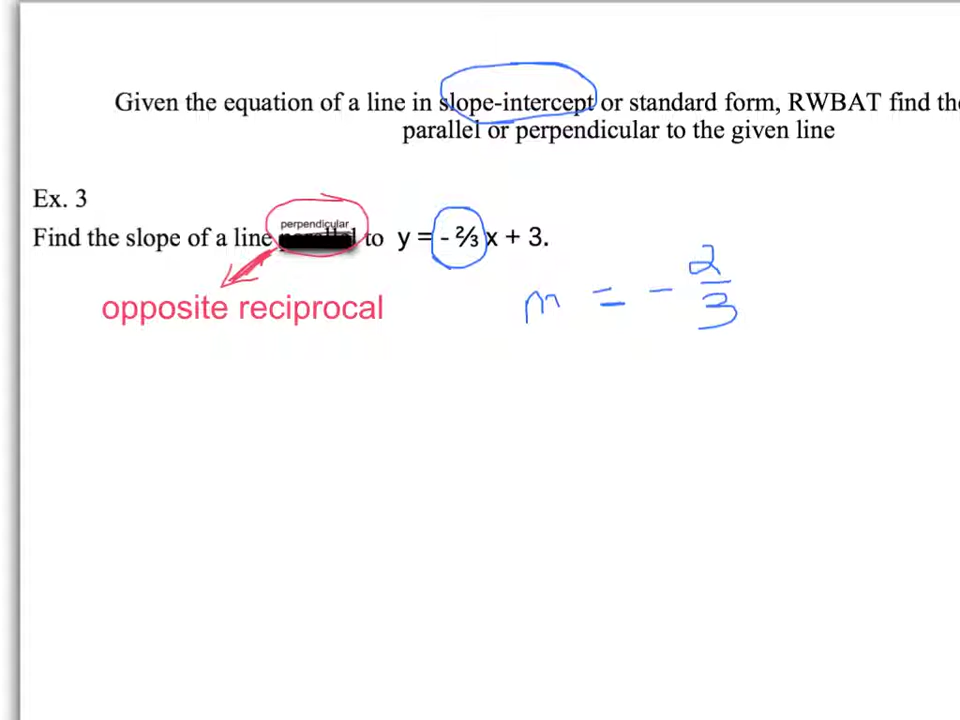 Given the equation of a line in slope-intercept or standard form, RWBAT find the
parallel or perpendicular to the given line
Ex. 3
perpendicular
Find the slope of a line to y = - ⅔ x + 3.
opposite reciprocal
m = - 2/3